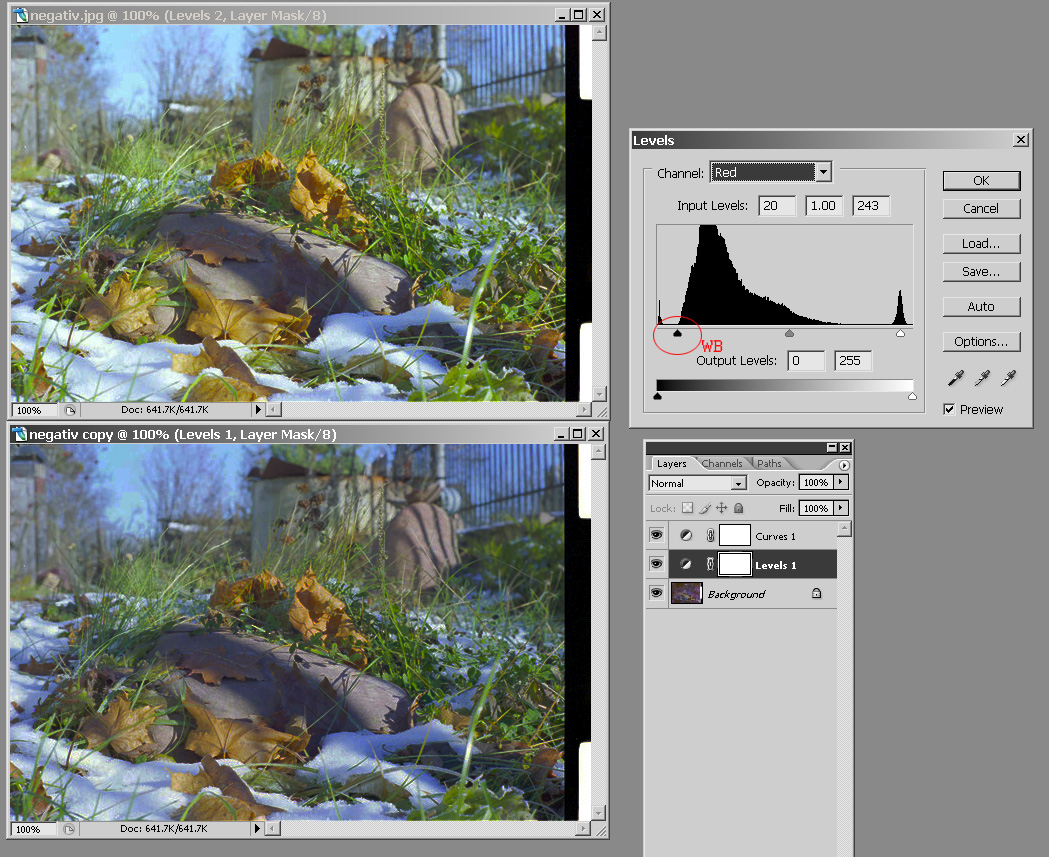 negativ.jpg @ 100% (Levels 2, Layer Mask/8)
100%
Doc: 641.7K/641.7K
negativ copy @ 100% (Levels 1, Layer Mask/8)
100%
Doc: 641.7K/641.7K
Levels
Channel: Red
Input Levels: 20 1.00 243
WB
Output Levels: 0 255
OK
Cancel
Load...
Save...
Auto
Options...
Preview
Layers Channels Paths
Normal Opacity: 100%
Lock: Fill: 100%
Curves 1
Levels 1
Background